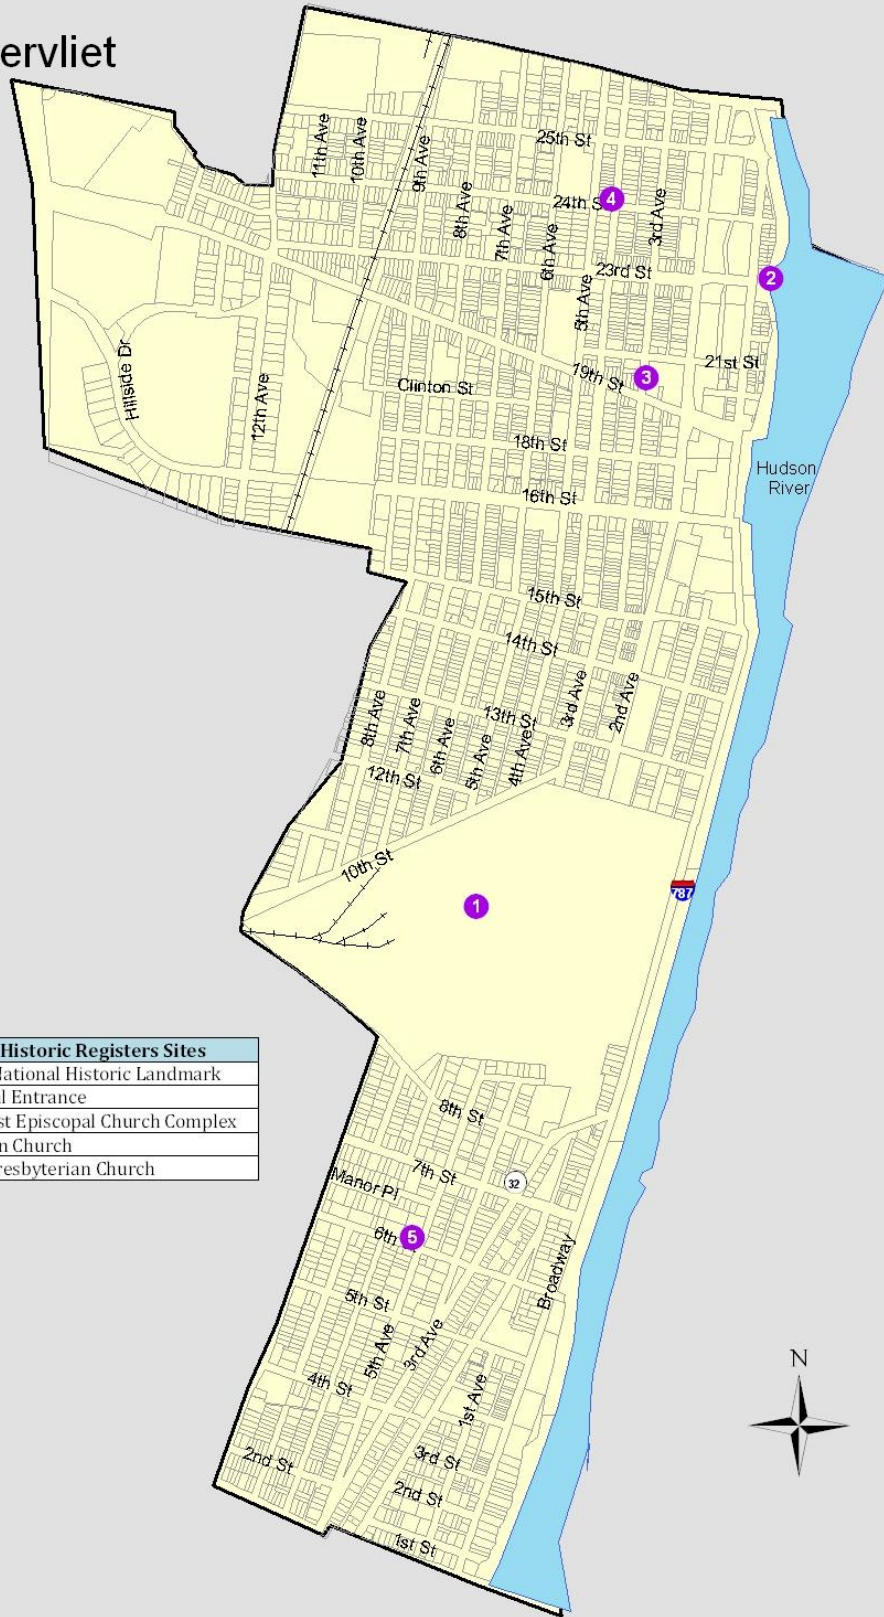 ervliet
25th St
11th Ave
10th Ave
9th Ave
8th Ave
7th Ave
24th S
4
3rd Ave
6th Ave
23rd St
2
5th Ave
21st St
19th St
3
Hillside Dr
12th Ave
Clinton St
18th St
Hudson
River
16th St
15th St
14th St
3rd Ave
2nd Ave
8th Ave
7th Ave
6th Ave
13th St
5th Ave
4th Ave
12th St
10th St
787
1
Historic Registers Sites
National Historic Landmark
l Entrance
st Episcopal Church Complex
n Church
resbyterian Church
8th St
7th St
32
Manor Pl
6th
5
Broadway
5th St
5th Ave
3rd Ave
4th St
1st Ave
N
2nd St
3rd St
2nd St
1st St